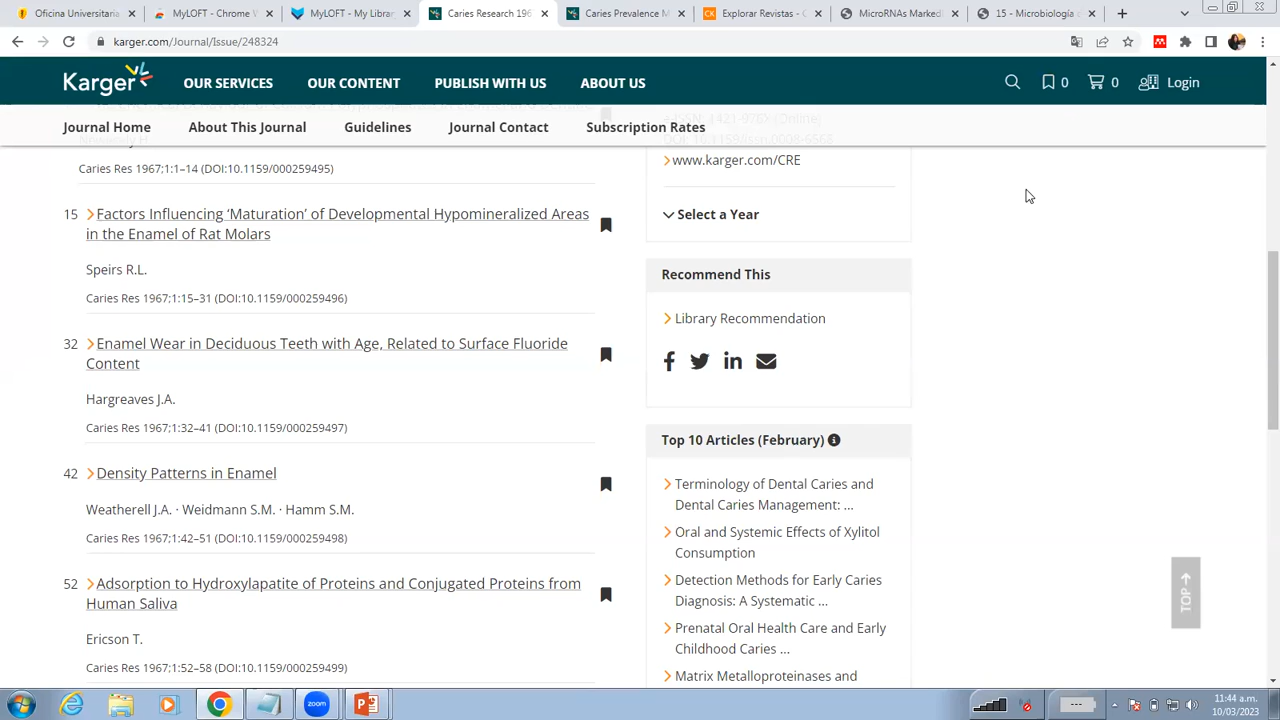 Oficina Universita
MyLOFT - Chrome W
MyLOFT - My Librar
Caries Research 196
Caries Prevalence M
Explorar Revistas - C
MicroRNAs Marked
1.5 - Microbiología
karger.com/Journal/Issue/248324
Karger
OUR SERVICES
OUR CONTENT
PUBLISH WITH US
ABOUT US
0
0
Login
Journal Home
About This Journal
Guidelines
Journal Contact
Subscription Rates
Caries Res 1967;1:1–14 (DOI:10.1159/000259495)
15
Factors Influencing ‘Maturation’ of Developmental Hypomineralized Areas
in the Enamel of Rat Molars
Speirs R.L.
Caries Res 1967;1:15–31 (DOI:10.1159/000259496)
32
Enamel Wear in Deciduous Teeth with Age, Related to Surface Fluoride
Content
Hargreaves J.A.
Caries Res 1967;1:32–41 (DOI:10.1159/000259497)
42
Density Patterns in Enamel
Weatherell J.A. · Weidmann S.M. · Hamm S.M.
Caries Res 1967;1:42–51 (DOI:10.1159/000259498)
52
Adsorption to Hydroxylapatite of Proteins and Conjugated Proteins from
Human Saliva
Ericson T.
Caries Res 1967;1:52–58 (DOI:10.1159/000259499)
www.karger.com/CRE
Select a Year
Recommend This
Library Recommendation
Top 10 Articles (February)
Terminology of Dental Caries and
Dental Caries Management: ...
Oral and Systemic Effects of Xylitol
Consumption
Detection Methods for Early Caries
Diagnosis: A Systematic ...
Prenatal Oral Health Care and Early
Childhood Caries ...
Matrix Metalloproteinases and
TOP
zoom
11:44 a.m.
10/03/2023